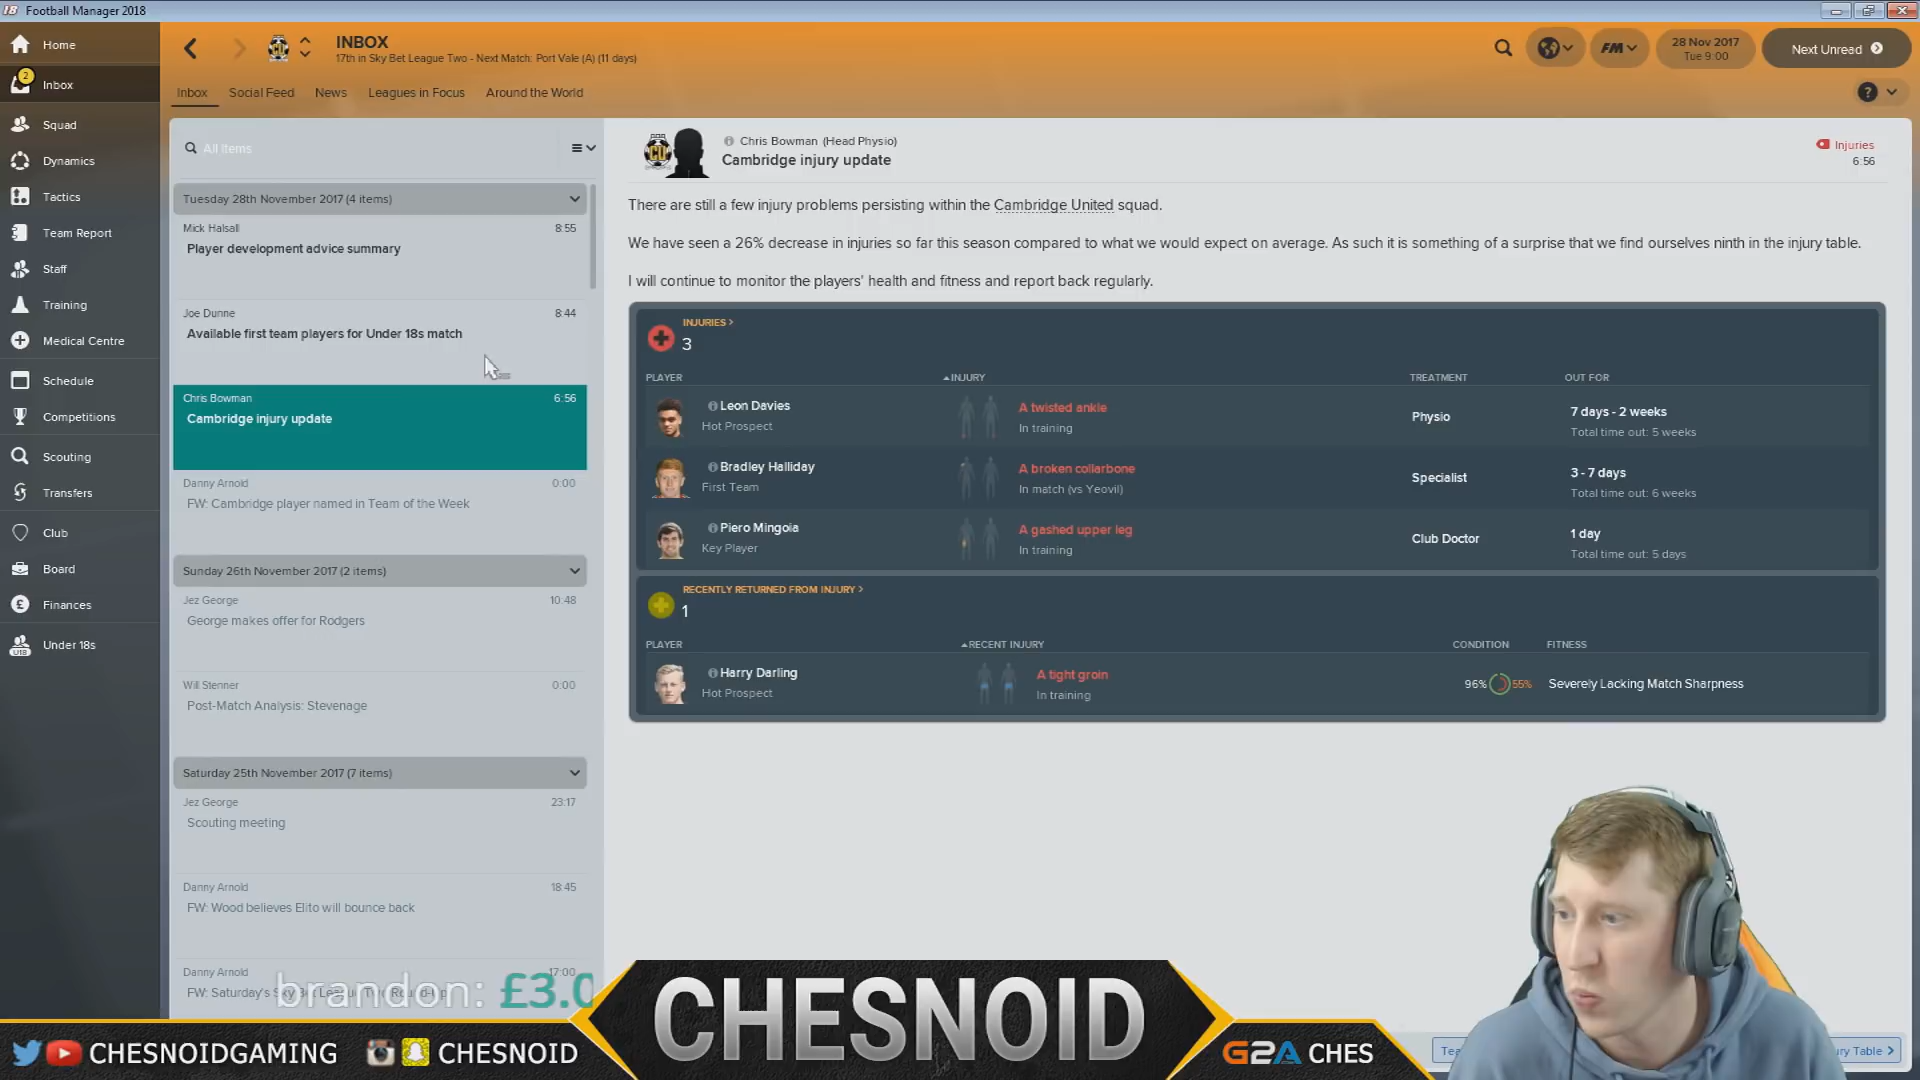 Football Manager 2018
Home
2
Inbox
Squad
Dynamics
Tactics
Team Report
Staff
Training
Medical Centre
Schedule
Competitions
Scouting
Transfers
Club
Board
Finances
U18
Under 18s
INBOX
17th in Sky Bet League Two - Next Match: Port Vale (A) (11 days)
FM
28 Nov 2017
Tue 9:00
Next Unread
Inbox
Social Feed
News
Leagues in Focus
Around the World
?
All Items
Tuesday 28th November 2017 (4 items)
Mick Halsall 8:55
Player development advice summary
Joe Dunne 8:44
Available first team players for Under 18s match
Chris Bowman 6:56
Cambridge injury update
Danny Arnold 0:00
FW: Cambridge player named in Team of the Week
Sunday 26th November 2017 (2 items)
Jez George 10:48
George makes offer for Rodgers
Will Stenner 0:00
Post-Match Analysis: Stevenage
Saturday 25th November 2017 (7 items)
Jez George 23:17
Scouting meeting
Danny Arnold 18:45
FW: Wood believes Elito will bounce back
Danny Arnold 17:00
FW: Saturday's Sky Bet League Two Round-up
CU
Chris Bowman (Head Physio)
Cambridge injury update
Injuries
6:56
There are still a few injury problems persisting within the Cambridge United squad.
We have seen a 26% decrease in injuries so far this season compared to what we would expect on average. As such it is something of a surprise that we find ourselves ninth in the injury table.
I will continue to monitor the players' health and fitness and report back regularly.
INJURIES >
3
PLAYER INJURY TREATMENT OUT FOR
Leon Davies A twisted ankle Physio 7 days - 2 weeks
Hot Prospect In training Total time out: 5 weeks
Bradley Halliday A broken collarbone Specialist 3 - 7 days
First Team In match (vs Yeovil) Total time out: 6 weeks
Piero Mingoia A gashed upper leg Club Doctor 1 day
Key Player In training Total time out: 5 days
RECENTLY RETURNED FROM INJURY >
1
PLAYER RECENT INJURY CONDITION FITNESS
Harry Darling A tight groin 96% 55% Severely Lacking Match Sharpness
Hot Prospect In training
brandon: £3.0
CHESNOIDGAMING
CHESNOID
CHESNOID
G2A CHES
Tea
ury Table >